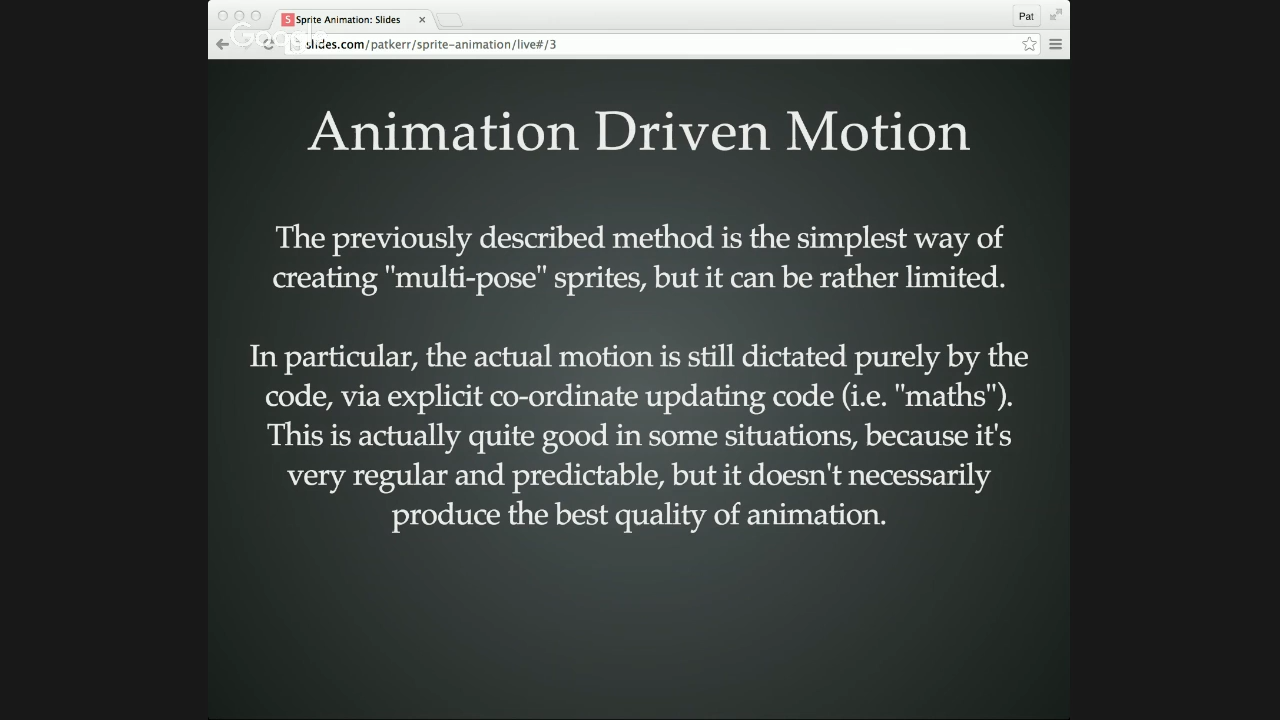 Sprite Animation: Slides
Pat
Google
slides.com/patkerr/sprite-animation/live#/3
Animation Driven Motion
The previously described method is the simplest way of
creating "multi-pose" sprites, but it can be rather limited.
In particular, the actual motion is still dictated purely by the
code, via explicit co-ordinate updating code (i.e. "maths").
This is actually quite good in some situations, because it's
very regular and predictable, but it doesn't necessarily
produce the best quality of animation.